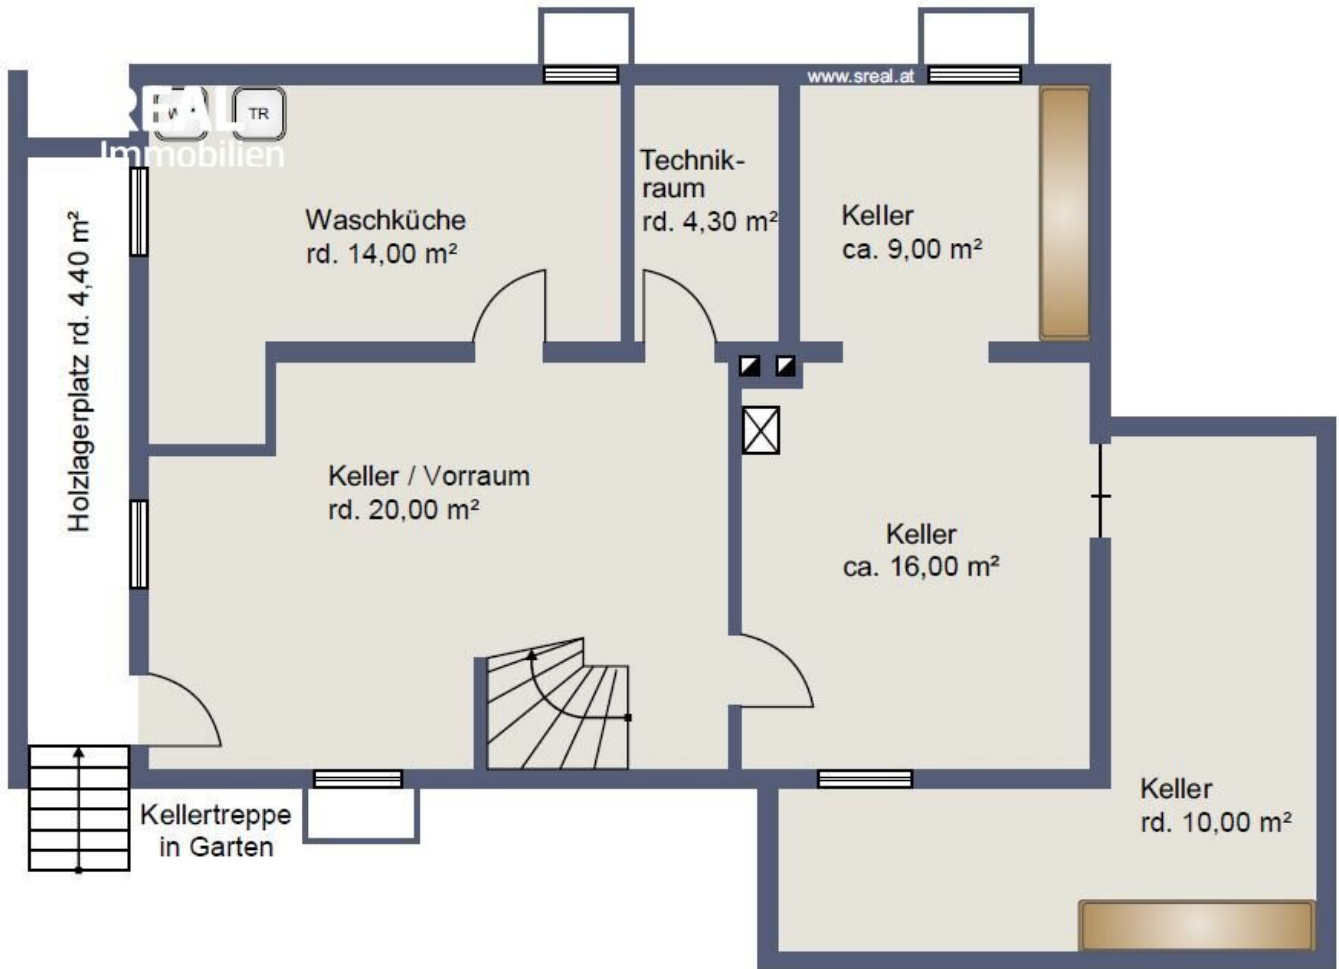 www.sreal.at
REAL
Immobilien
TR
Waschküche
rd. 14,00 m²
Technik-
raum
rd. 4,30 m²
Keller
ca. 9,00 m²
Holzlagerplatz rd. 4,40 m²
Keller / Vorraum
rd. 20,00 m²
Keller
ca. 16,00 m²
Keller
rd. 10,00 m²
Kellertreppe
in Garten